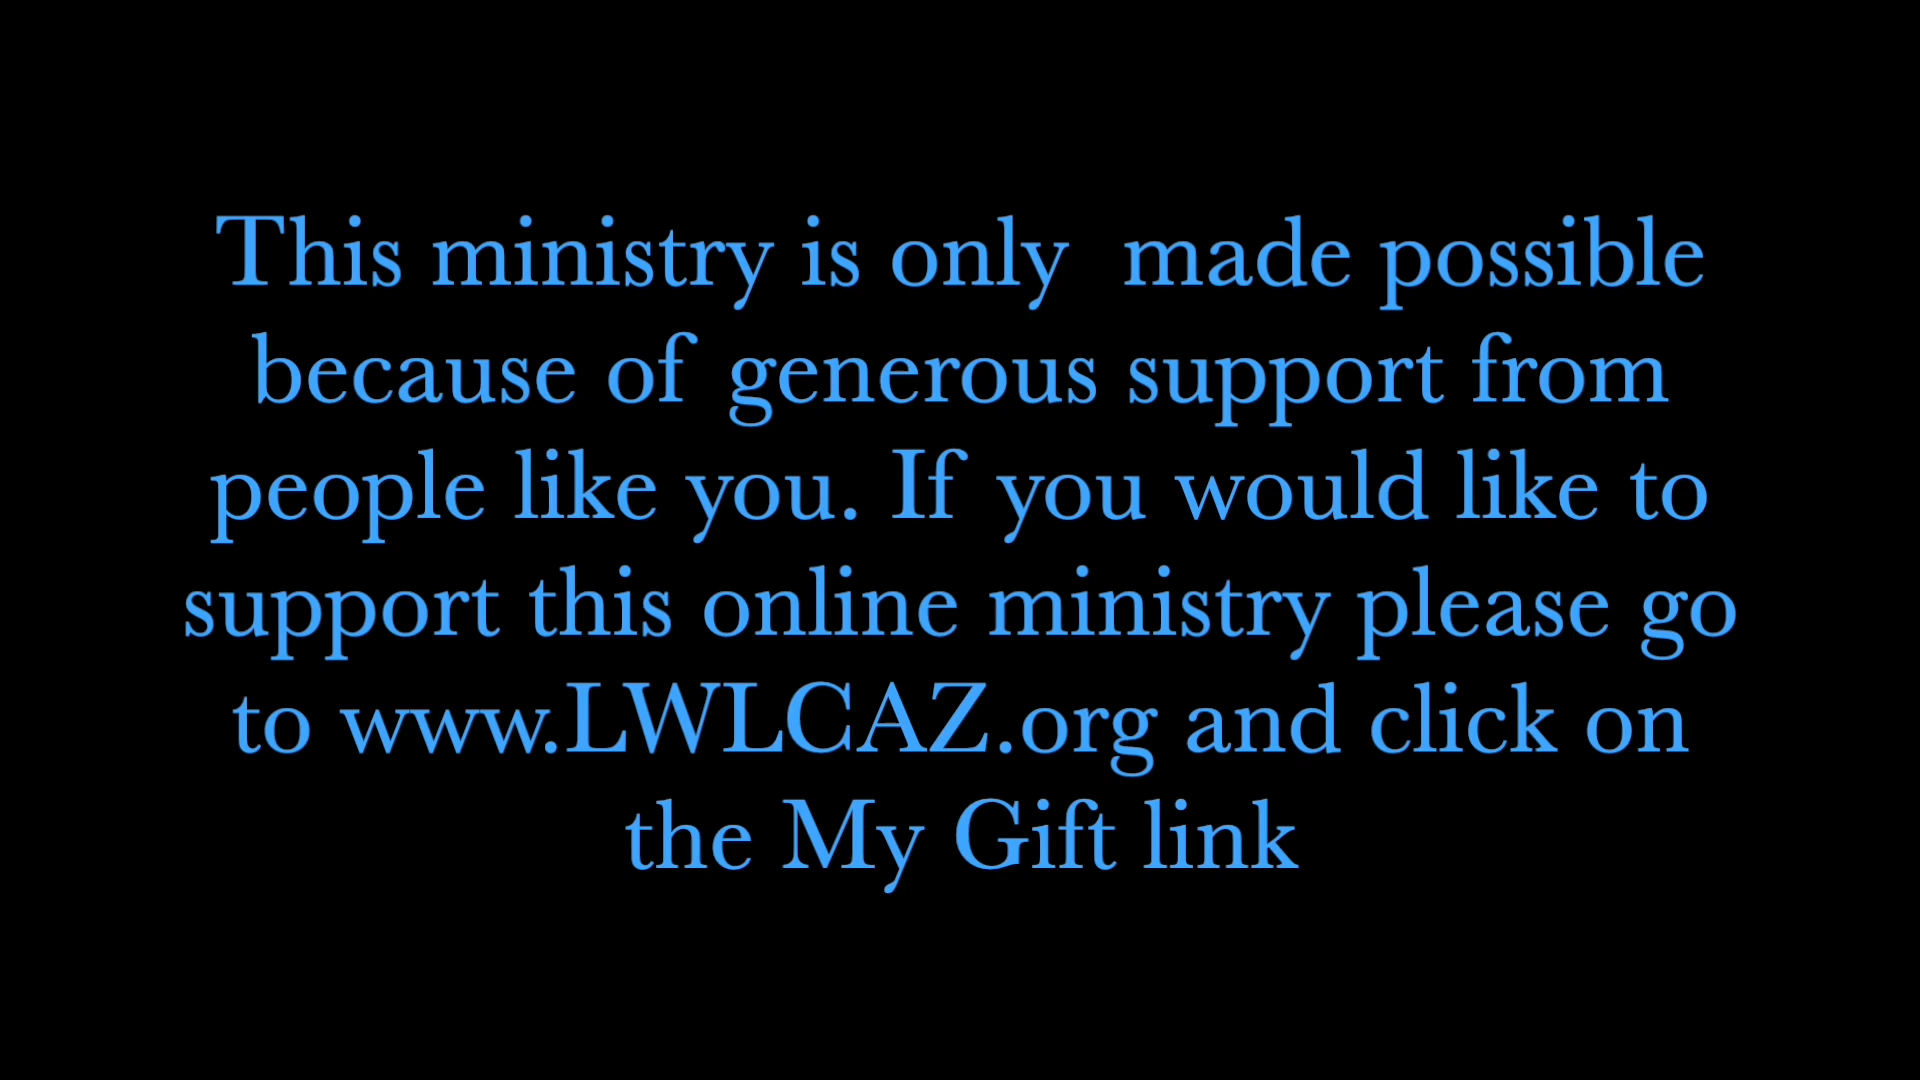 This ministry is only  made possible
because of generous support from
people like you. If you would like to
support this online ministry please go
to www.LWLCAZ.org and click on
the My Gift link